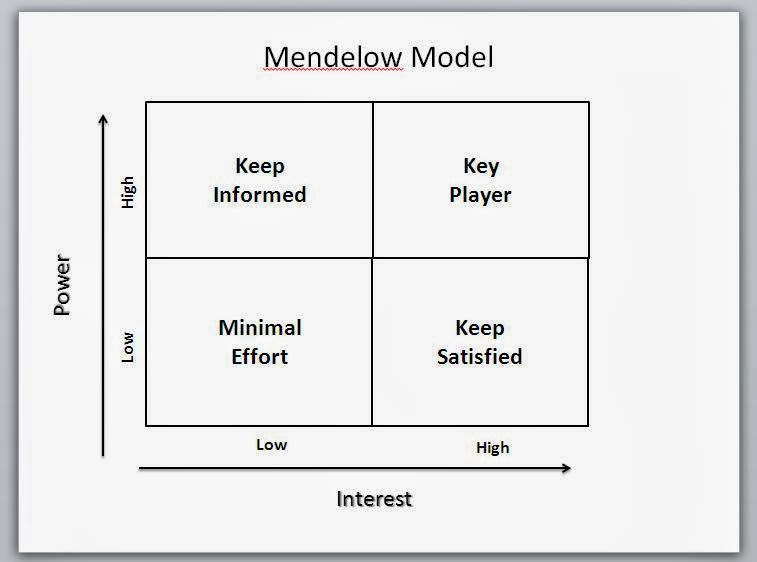 Mendelow Model
Power
High
Keep
Informed
Key
Player
Low
Minimal
Effort
Keep
Satisfied
Low
High
Interest